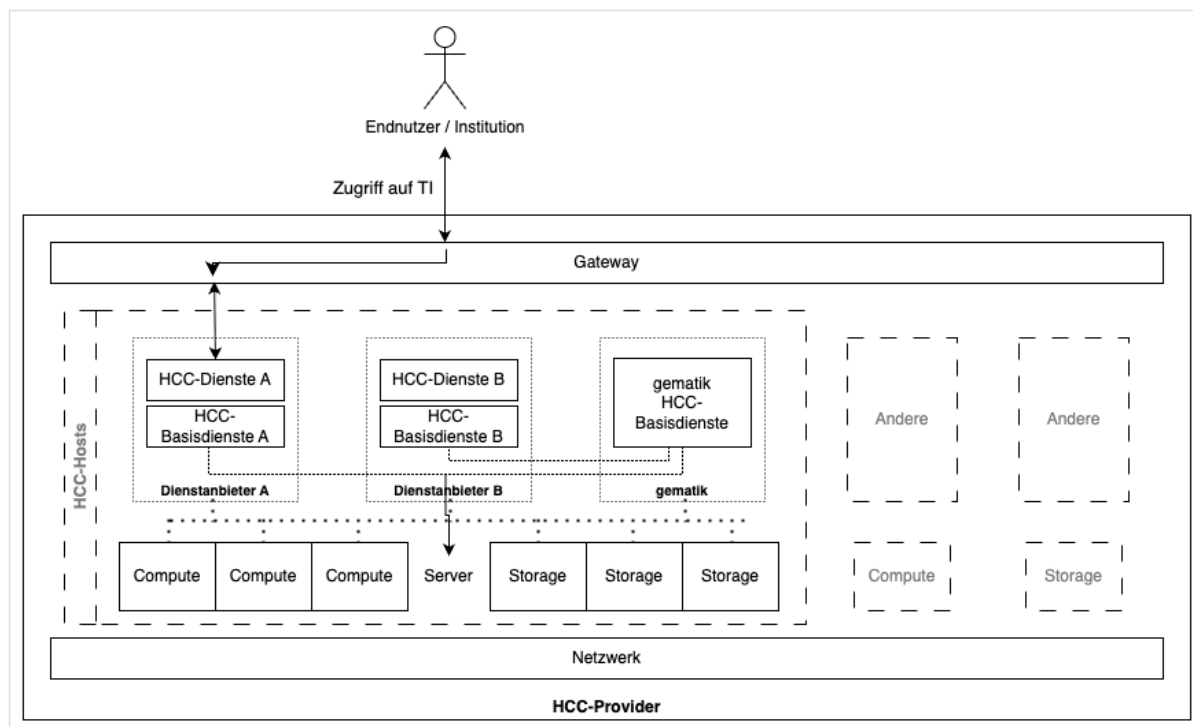 Endnutzer / Institution
Zugriff auf TI
Gateway
HCC-Hosts
HCC-Dienste A
HCC-
Basisdienste A
Dienstanbieter A
HCC-Dienste B
HCC-
Basisdienste B
Dienstanbieter B
gematik
HCC-
Basisdienste
gematik
Andere
Andere
Compute
Compute
Compute
Server
Storage
Storage
Storage
Compute
Storage
Netzwerk
HCC-Provider